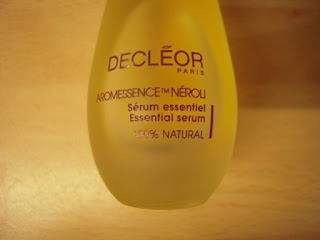 DECLÉOR
PARIS
AROMESSENCE™ NÉROLI
Sérum essentiel
Essential serum
100% NATURAL